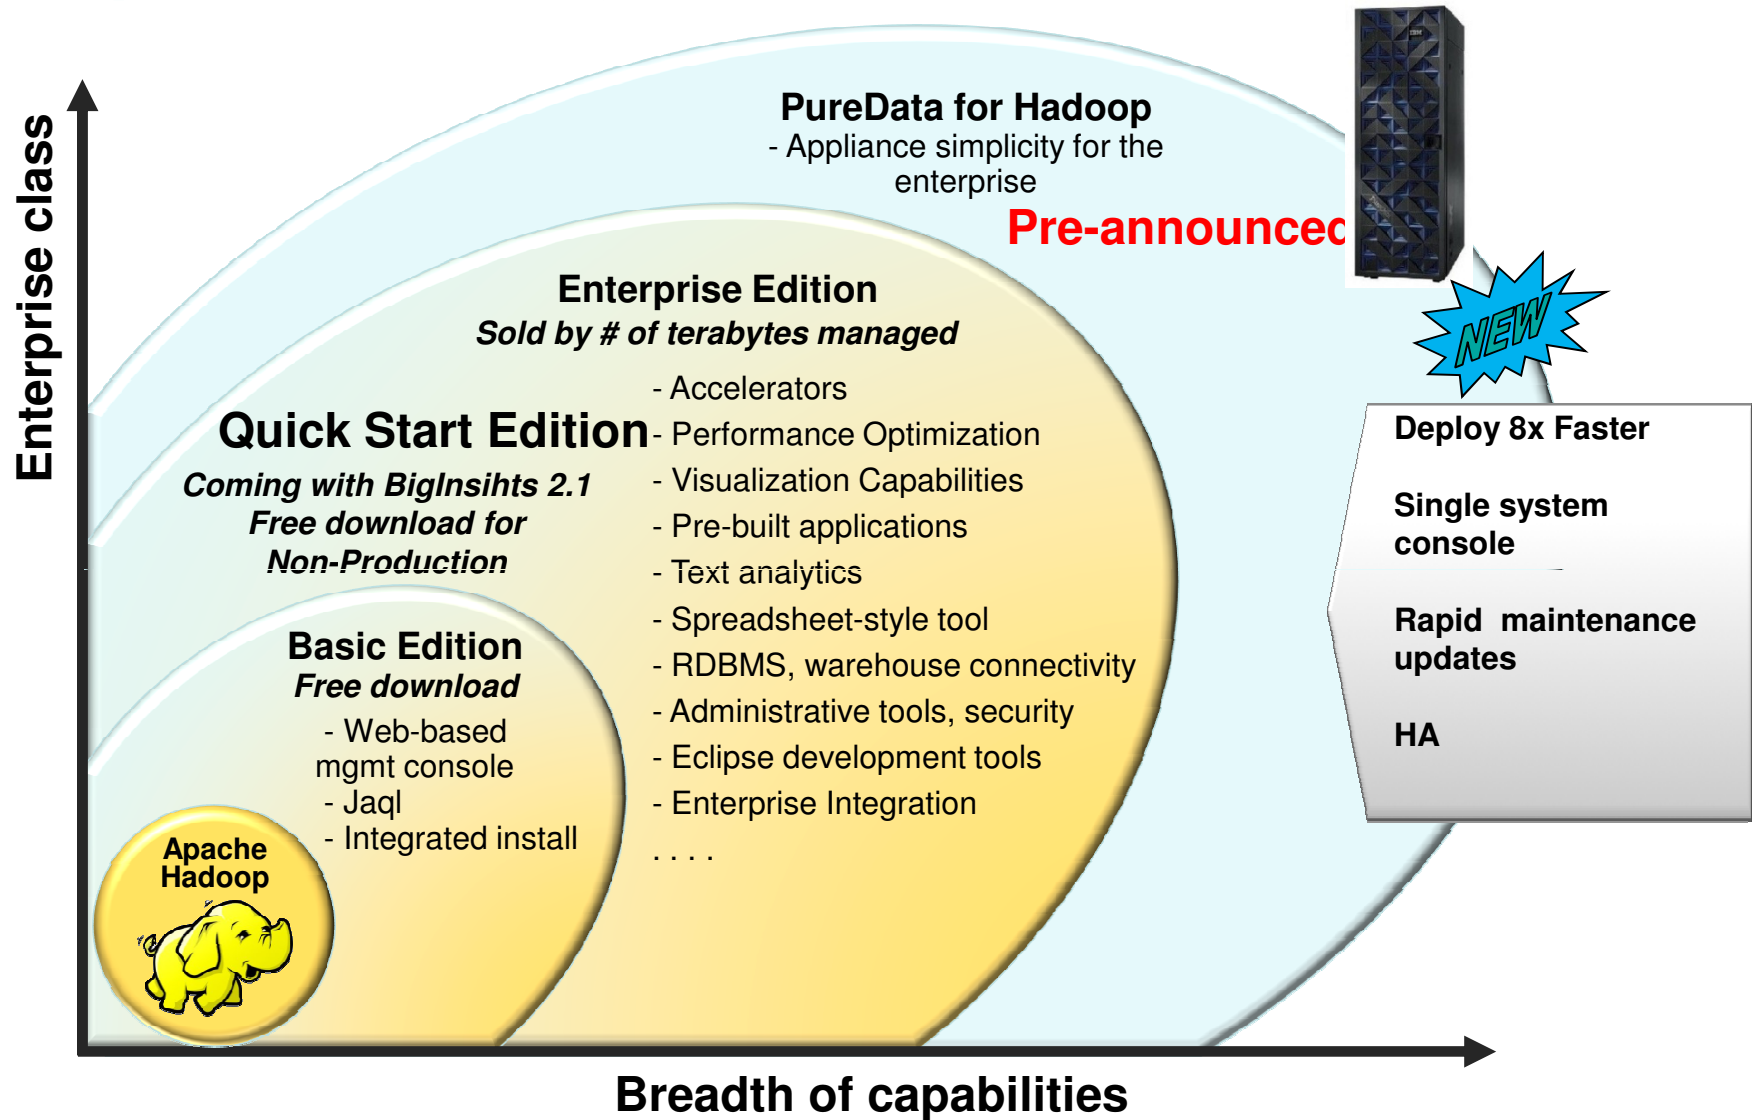 Enterprise class
PureData for Hadoop
- Appliance simplicity for the
enterprise
Pre-announced
IBM
NEW
Enterprise Edition
Sold by # of terabytes managed
- Accelerators
- Performance Optimization
- Visualization Capabilities
- Pre-built applications
- Text analytics
- Spreadsheet-style tool
- RDBMS, warehouse connectivity
- Administrative tools, security
- Eclipse development tools
- Enterprise Integration
. . . .
Quick Start Edition
Coming with BigInsihts 2.1
Free download for
Non-Production
Basic Edition
Free download
- Web-based
mgmt console
- Jaql
- Integrated install
Apache
Hadoop
Deploy 8x Faster
Single system
console
Rapid maintenance
updates
HA
Breadth of capabilities